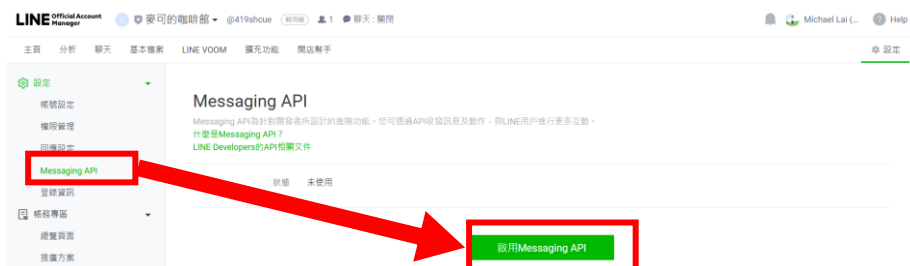 LINE Official Account Manager 麥可的咖啡館 @419shcue 1 聊天：關閉 Michael Lai (... Help
主頁 分析 聊天 基本檔案 LINE VOOM 擴充功能 開店幫手 設定
設定
帳號設定
權限管理
回應設定
Messaging API
登錄資訊
帳務專區
總覽頁面
推廣方案
Messaging API
Messaging API為針對開發者所設計的進階功能。您可透過API收發訊息及動作，與LINE用戶進行更多互動。
什麼是Messaging API？
LINE Developers的API相關文件
狀態 未使用
啟用Messaging API